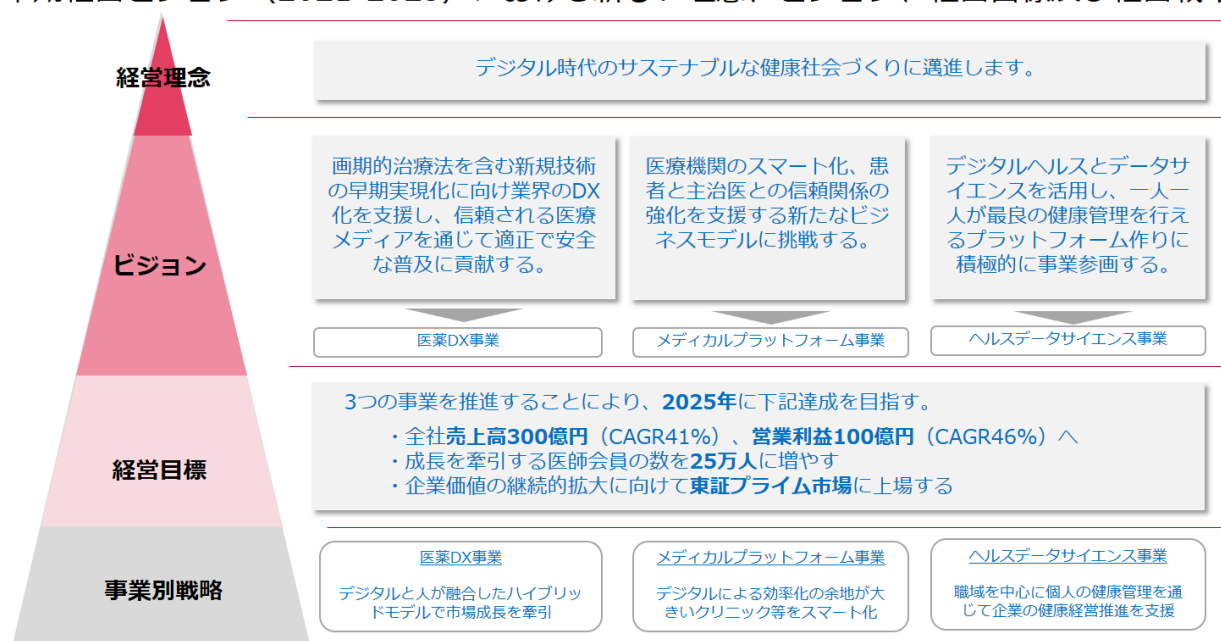 経営理念
デジタル時代のサステナブルな健康社会づくりに邁進します。
ビジョン
画期的治療法を含む新規技術
の早期実現化に向け業界のDX
化を支援し、信頼される医療
メディアを通じて適正で安全
な普及に貢献する。
医療機関のスマート化、患
者と主治医との信頼関係の
強化を支援する新たなビジ
ネスモデルに挑戦する。
デジタルヘルスとデータサ
イエンスを活用し、一人一
人が最良の健康管理を行え
るプラットフォーム作りに
積極的に事業参画する。
医薬DX事業
メディカルプラットフォーム事業
ヘルスデータサイエンス事業
経営目標
3つの事業を推進することにより、2025年に下記達成を目指す。
・全社売上高300億円（CAGR41%）、営業利益100億円（CAGR46%）へ
・成長を牽引する医師会員の数を25万人に増やす
・企業価値の継続的拡大に向けて東証プライム市場に上場する
事業別戦略
医薬DX事業
デジタルと人が融合したハイブリッ
ドモデルで市場成長を牽引
メディカルプラットフォーム事業
デジタルによる効率化の余地が大
きいクリニック等をスマート化
ヘルスデータサイエンス事業
職域を中心に個人の健康管理を通
じて企業の健康経営推進を支援